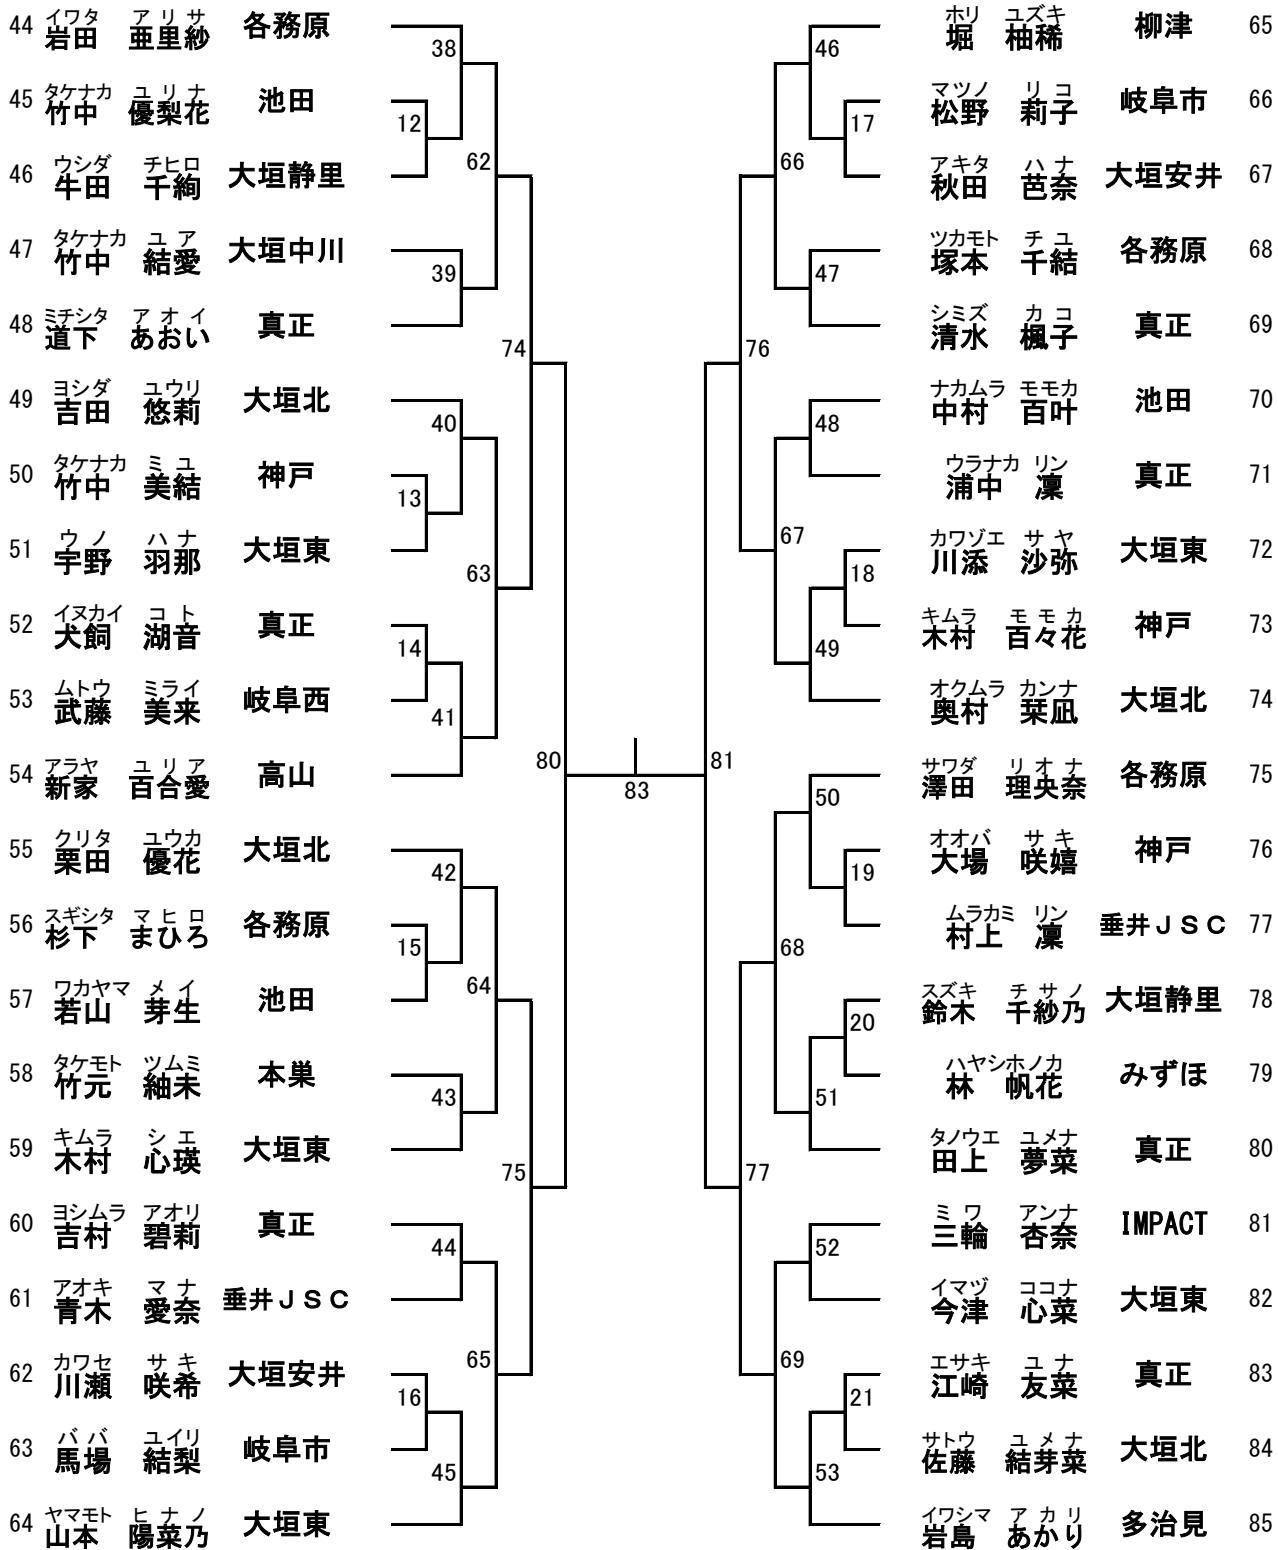 44 イワタ アリサ
岩田 亜里紗 各務原
45 タケナカ ユリナ
竹中 優梨花 池田
46 ウシダ チヒロ
牛田 千絢 大垣静里
47 タケナカ ユア
竹中 結愛 大垣中川
48 ミチシタ アオイ
道下 あおい 真正
49 ヨシダ ユウリ
吉田 悠莉 大垣北
50 タケナカ ミユ
竹中 美結 神戸
51 ウノ ハナ
宇野 羽那 大垣東
52 イヌカイ コト
犬飼 湖音 真正
53 ムトウ ミライ
武藤 美来 岐阜西
54 アラヤ ユリア
新家 百合愛 高山
55 クリタ ユウカ
栗田 優花 大垣北
56 スギシタ マヒロ
杉下 まひろ 各務原
57 ワカヤマ メイ
若山 芽生 池田
58 タケモト ツムミ
竹元 紬未 本巣
59 キムラ シエ
木村 心瑛 大垣東
60 ヨシムラ アオリ
吉村 碧莉 真正
61 アオキ マナ
青木 愛奈 垂井ＪＳＣ
62 カワセ サキ
川瀬 咲希 大垣安井
63 ババ ユイリ
馬場 結梨 岐阜市
64 ヤマモト ヒナノ
山本 陽菜乃 大垣東
38
12
62
39
74
40
13
63
14
41
80
42
15
64
43
75
44
65
16
45
83
46
17
66
47
76
48
67
18
49
81
50
19
68
20
51
77
52
69
21
53
ホリ ユズキ
堀 柚稀 柳津 65
マツノ リコ
松野 莉子 岐阜市 66
アキタ ハナ
秋田 芭奈 大垣安井 67
ツカモト チユ
塚本 千結 各務原 68
シミズ カコ
清水 楓子 真正 69
ナカムラ モモカ
中村 百叶 池田 70
ウラナカ リン
浦中 凜 真正 71
カワゾエ サヤ
川添 沙弥 大垣東 72
キムラ モモカ
木村 百々花 神戸 73
オクムラ カンナ
奥村 栞凪 大垣北 74
サワダ リオナ
澤田 理央奈 各務原 75
オオバ サキ
大場 咲嬉 神戸 76
ムラカミ リン
村上 凜 垂井ＪＳＣ 77
スズキ チサノ
鈴木 千紗乃 大垣静里 78
ハヤシホノカ
林 帆花 みずほ 79
タノウエ ユメナ
田上 夢菜 真正 80
ミワ アンナ
三輪 杏奈 IMPACT 81
イマヅ ココナ
今津 心菜 大垣東 82
エサキ ユナ
江崎 友菜 真正 83
サトウ ユメナ
佐藤 結芽菜 大垣北 84
イワシマ アカリ
岩島 あかり 多治見 85